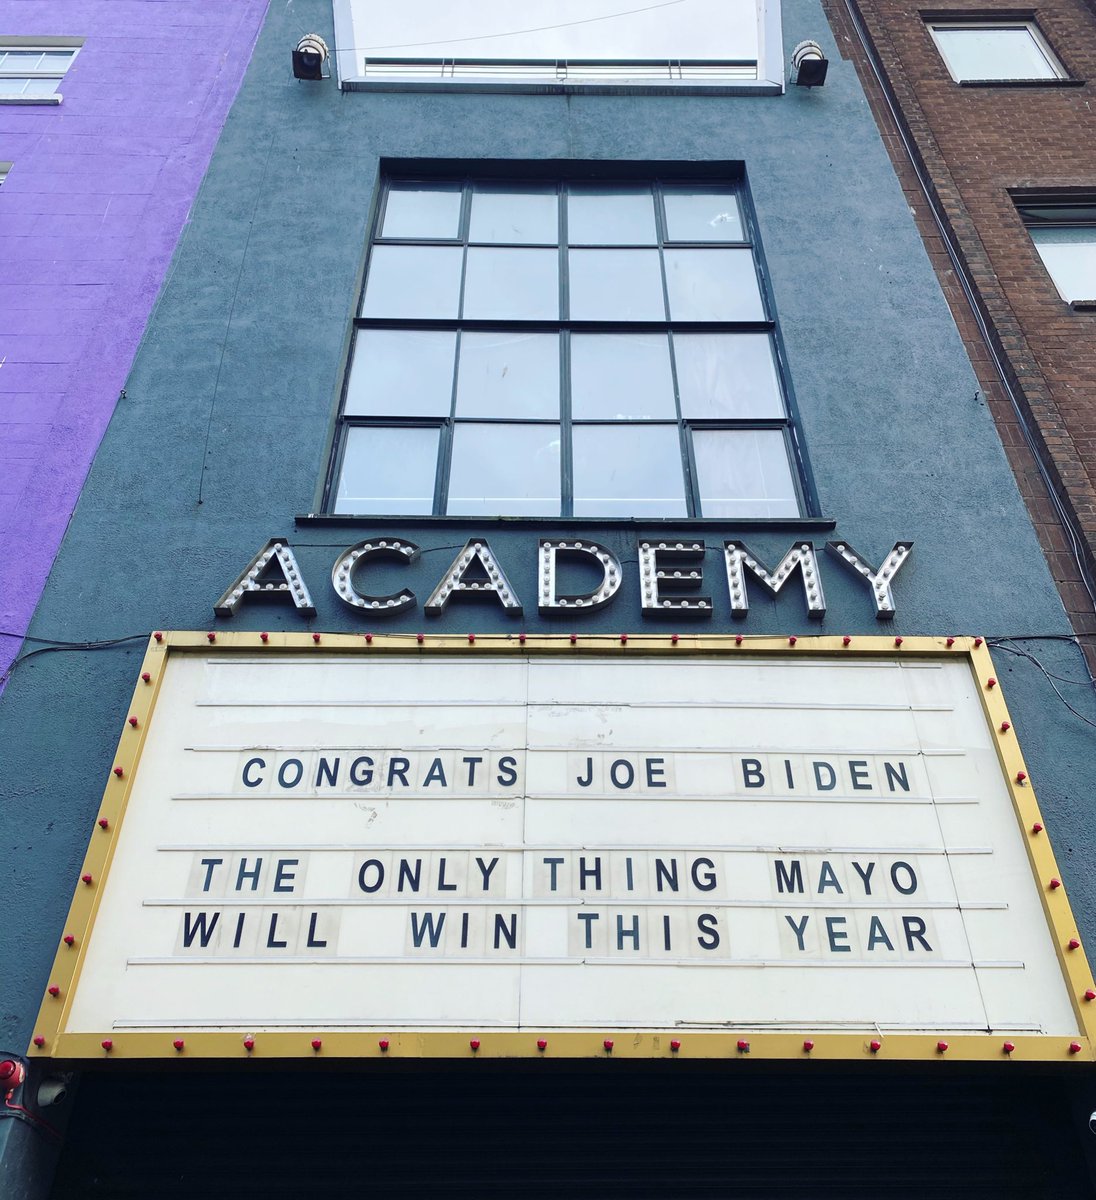 ACADEMY
CONGRATS JOE BIDEN
THE ONLY THING MAYO
WILL WIN THIS YEAR